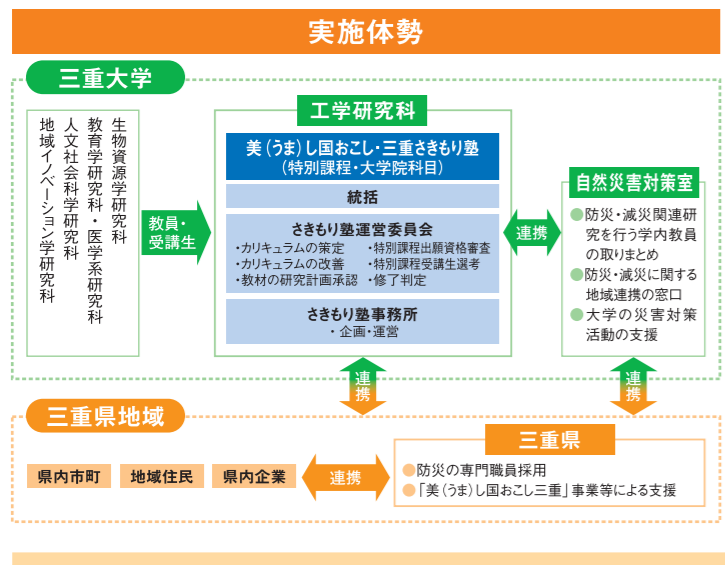 実施体勢
三重大学
生物資源学研究科
教育学研究科・医学系研究科
人文社会科学研究科
地域イノベーション学研究科
教員・
受講生
工学研究科
美(うまし)国おこし・三重さきもり塾
(特別課程・大学院科目)
統括
さきもり塾運営委員会
・カリキュラムの策定
・カリキュラムの改善
・教材の研究計画承認
・特別課程出願資格審査
・特別課程受講生選考
・修了判定
さきもり塾事務所
・企画・運営
連携
自然災害対策室
●防災・減災関連研
究を行う学内教員
の取りまとめ
●防災・減災に関する
地域連携の窓口
●大学の災害対策
活動の支援
連携
連携
三重県地域
県内市町
地域住民
県内企業
連携
三重県
●防災の専門職員採用
●「美(うま)し国おこし三重」事業等による支援